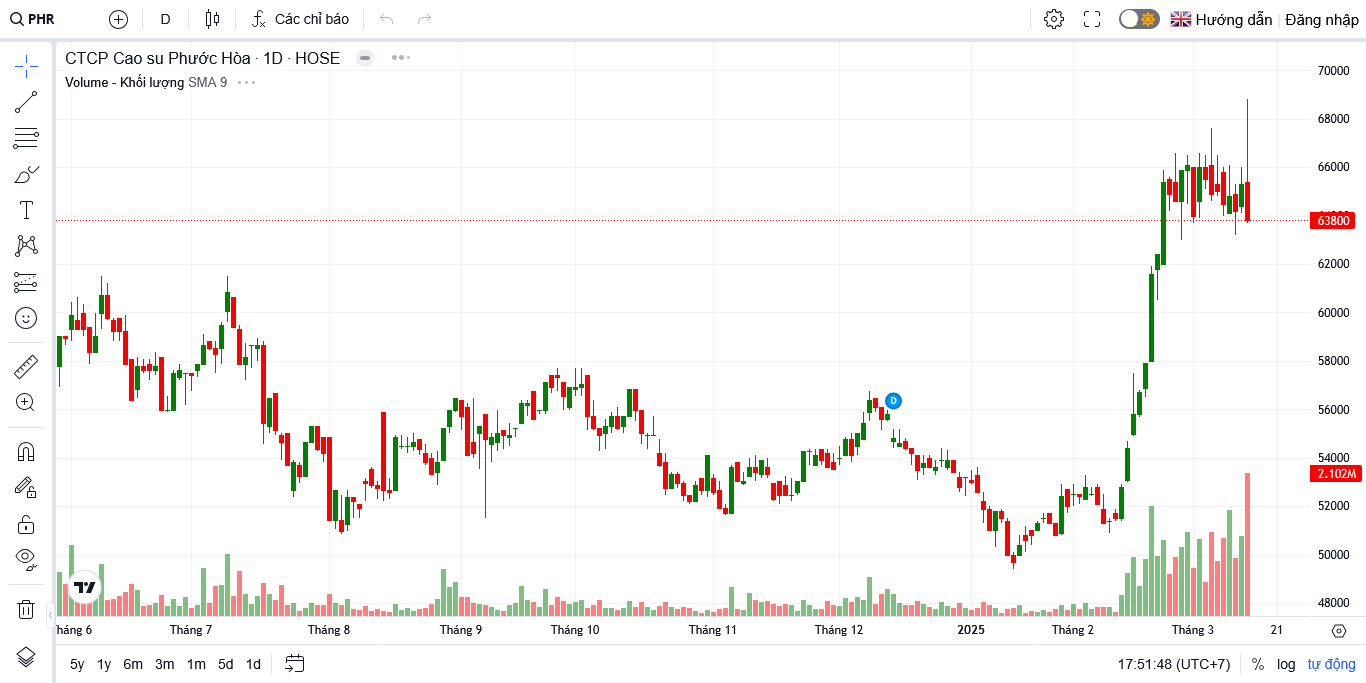 PHR D Các chỉ báo Hướng dẫn Đăng nhập
CTCP Cao su Phước Hòa · 1D · HOSE
Volume - Khối lượng SMA 9
70000
68000
66000
63800
62000
60000
58000
56000
D
54000
2.102M
52000
50000
48000
háng 6 Tháng 7 Tháng 8 Tháng 9 Tháng 10 Tháng 11 Tháng 12 2025 Tháng 2 Tháng 3 21
5y 1y 6m 3m 1m 5d 1d 17:51:48 (UTC+7) % log tự động